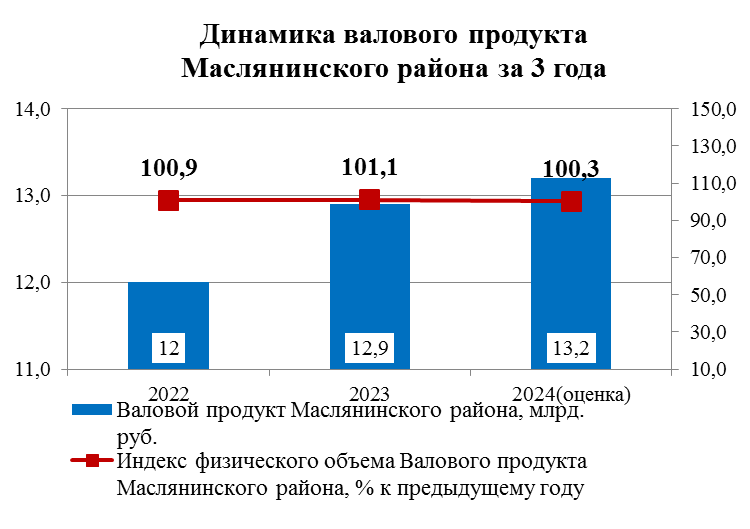 Динамика валового продукта
Маслянинского района за 3 года
14,0
13,0
12,0
11,0
150,0
130,0
110,0
90,0
70,0
50,0
30,0
10,0
100,9
101,1
100,3
12
12,9
13,2
2022
2023
2024(оценка)
Валовой продукт Маслянинского района, млрд.
руб.
Индекс физического объема Валового продукта
Маслянинского района, % к предыдущему году